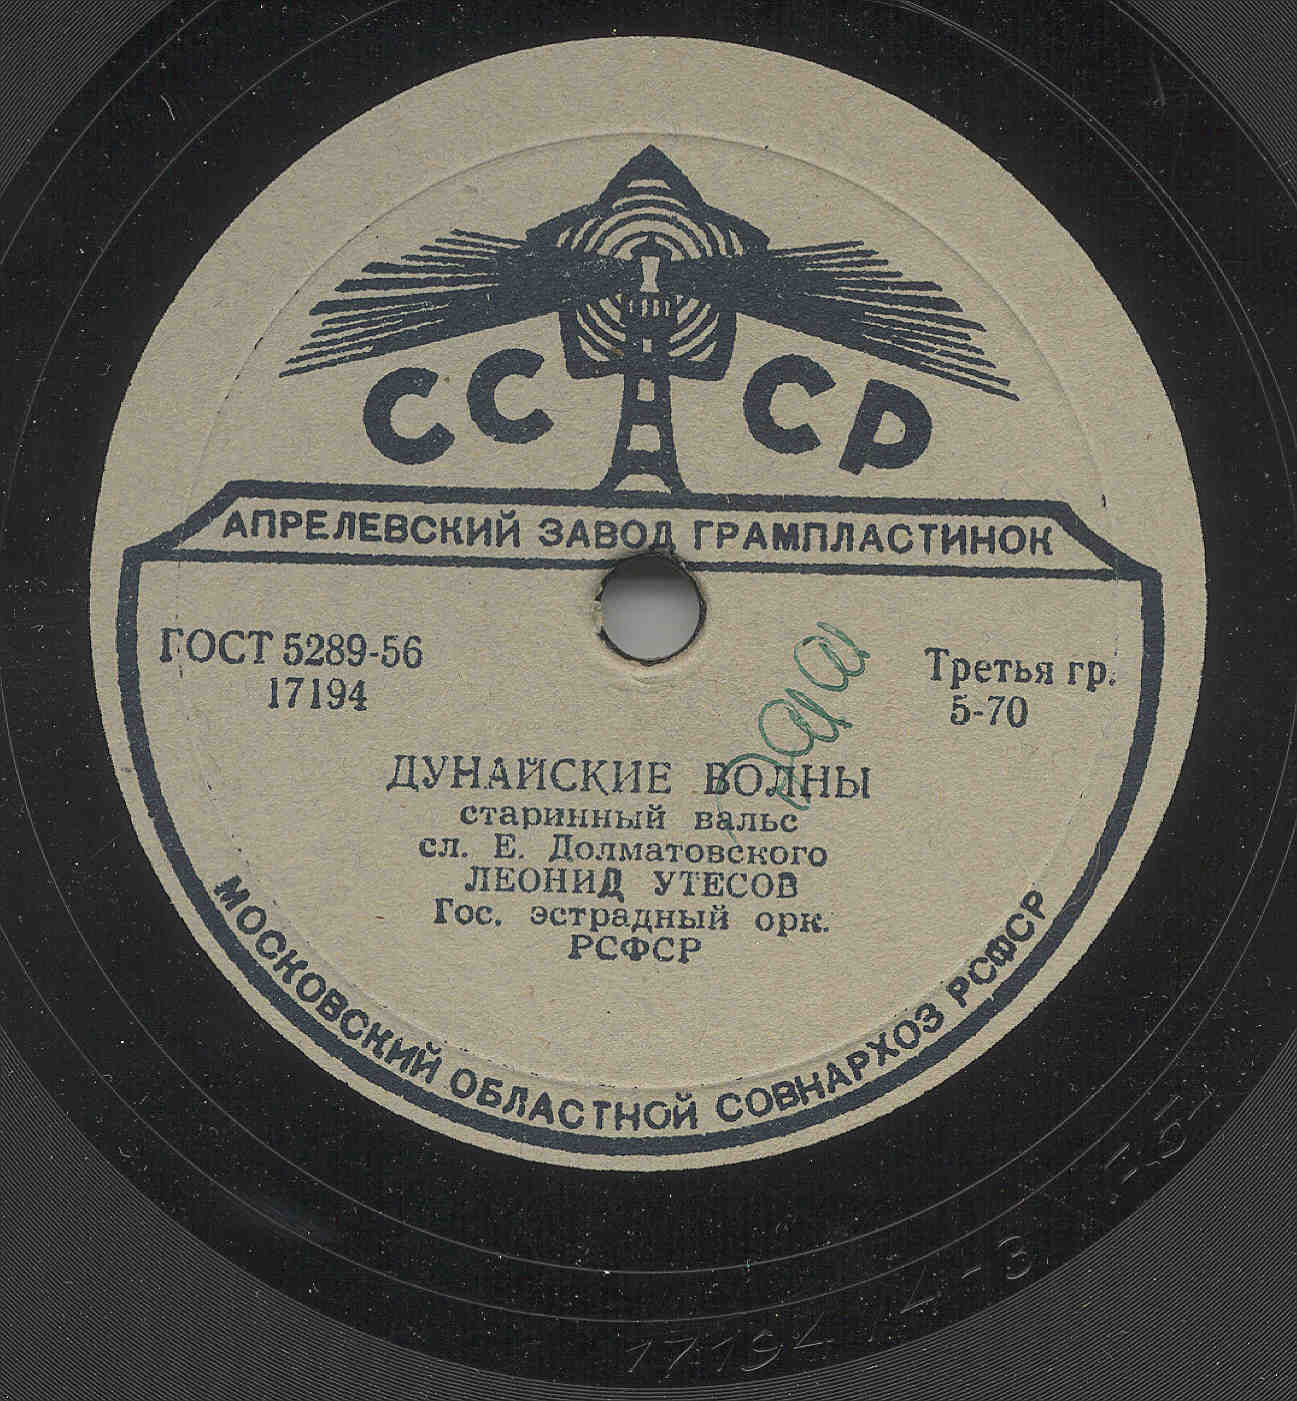 СССР
АПРЕЛЕВСКИЙ ЗАВОД ГРАМПЛАСТИНОК
ГОСТ 5289-56
17194
Третья гр.
5-70
ДУНАЙСКИЕ ВОЛНЫ
старинный вальс
сл. Е. Долматовского
ЛЕОНИД УТЕСОВ
Гос. эстрадный орк.
РСФСР
МОСКОВСКИЙ ОБЛАСТНОЙ СОВНАРХОЗ РСФСР